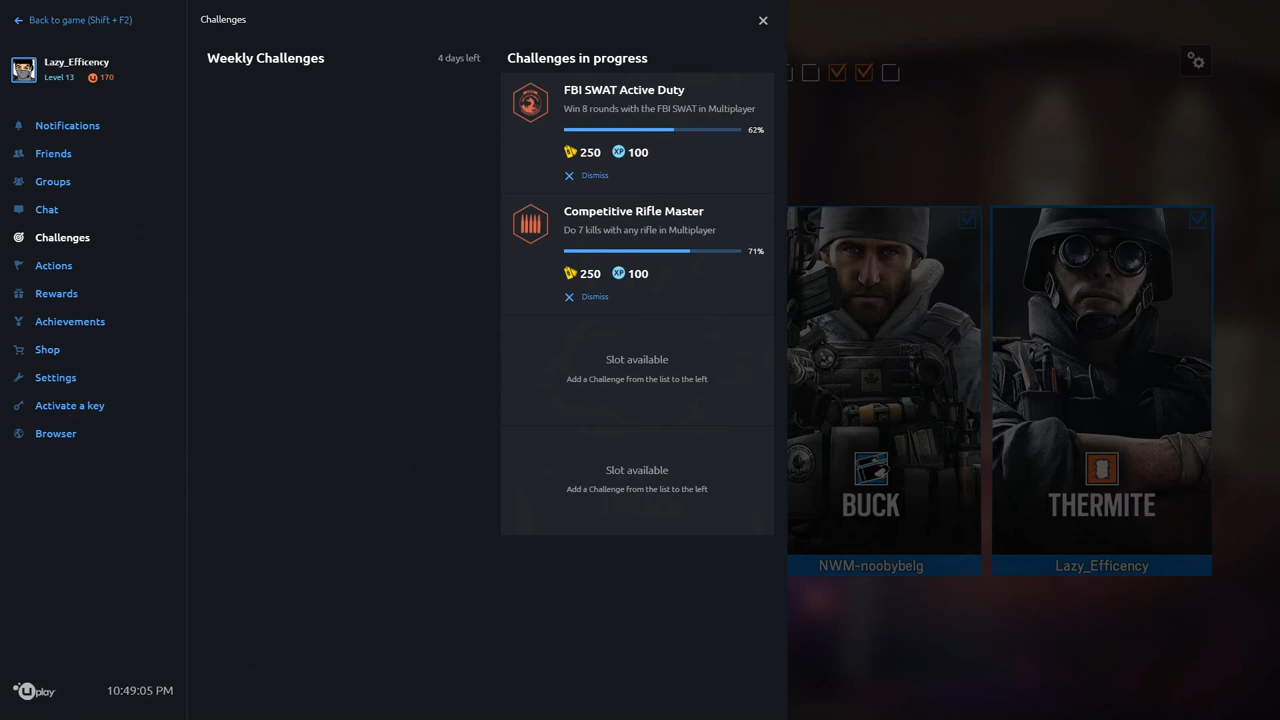 Back to game (Shift + F2)
Lazy_Efficency
Level 13
170
Notifications
Friends
Groups
Chat
Challenges
Actions
Rewards
Achievements
Shop
Settings
Activate a key
Browser
uplay
10:49:05 PM
Challenges
Weekly Challenges
4 days left
Challenges in progress
FBI SWAT Active Duty
Win 8 rounds with the FBI SWAT in Multiplayer
62%
250 XP 100
Dismiss
Competitive Rifle Master
Do 7 kills with any rifle in Multiplayer
71%
250 XP 100
Dismiss
Slot available
Add a Challenge from the list to the left
Slot available
Add a Challenge from the list to the left
BUCK
NWM-noobybelg
THERMITE
Lazy_Efficency